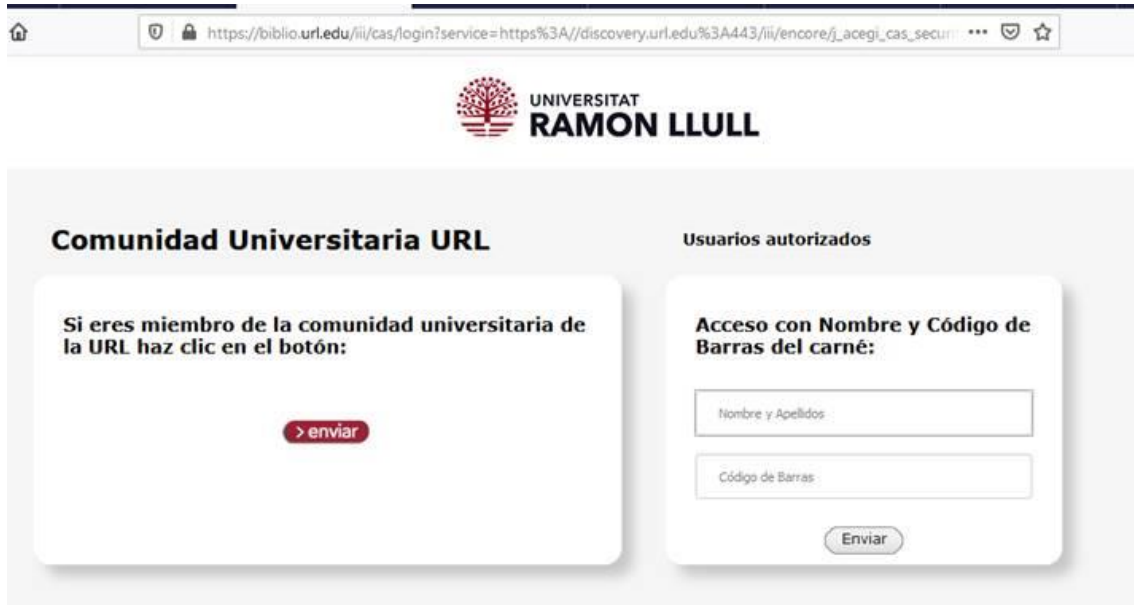 https://biblio.url.edu/iii/cas/login?service=https%3A//discovery.url.edu%3A443/iii/encore/j_acegi_cas_securi
UNIVERSITAT
RAMON LLULL
Comunidad Universitaria URL
Si eres miembro de la comunidad universitaria de
la URL haz clic en el botón:
> enviar
Usuarios autorizados
Acceso con Nombre y Código de
Barras del carné:
Nombre y Apellidos
Código de Barras
Enviar